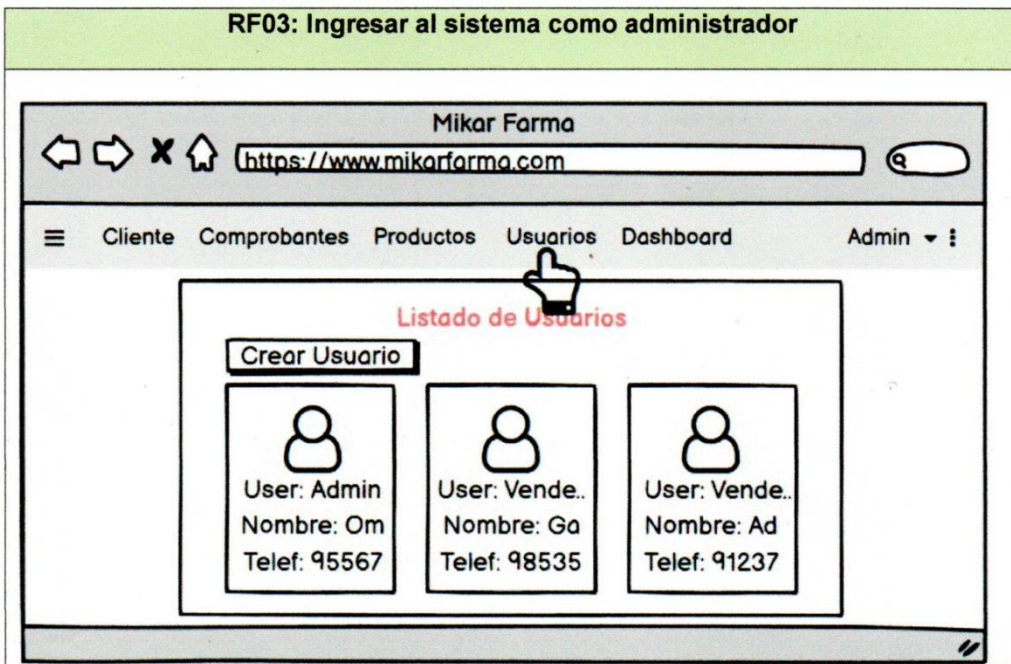 RF03: Ingresar al sistema como administrador
Mikar Farma
https://www.mikarfarma.com
Cliente Comprobantes Productos Usuarios Dashboard Admin
Listado de Usuarios
Crear Usuario
User: Admin User: Vende.. User: Vende..
Nombre: Om Nombre: Ga Nombre: Ad
Telef: 95567 Telef: 98535 Telef: 91237